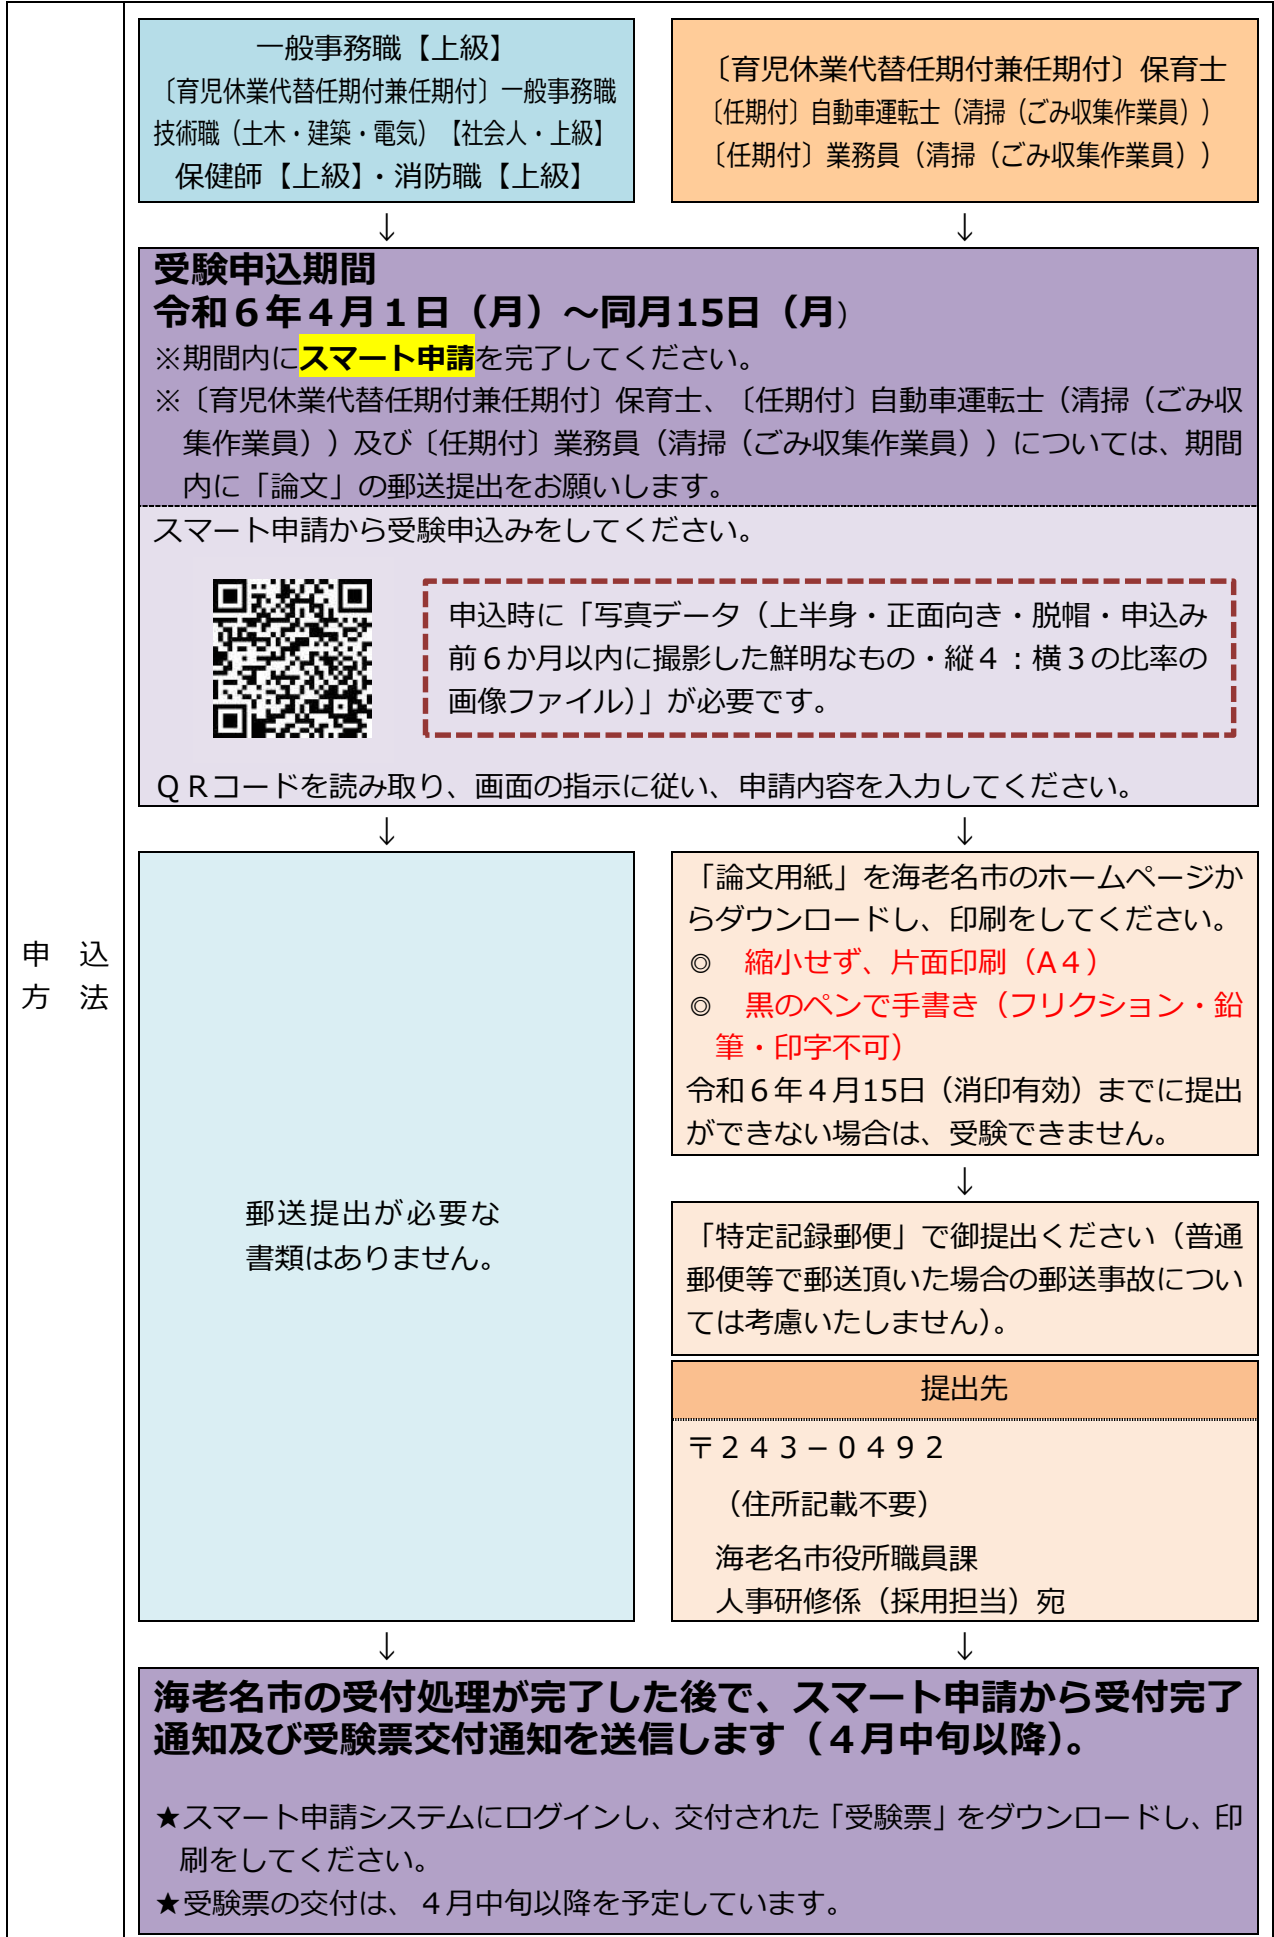 申　込
方　法
一般事務職【上級】
〔育児休業代替任期付兼任期付〕一般事務職
技術職（土木・建築・電気）【社会人・上級】
保健師【上級】・消防職【上級】
〔育児休業代替任期付兼任期付〕保育士
〔任期付〕自動車運転士（清掃（ごみ収集作業員））
〔任期付〕業務員（清掃（ごみ収集作業員））
↓
↓
受験申込期間
令和６年４月１日（月）～同月15日（月）
※期間内にスマート申請を完了してください。
※〔育児休業代替任期付兼任期付〕保育士、〔任期付〕自動車運転士（清掃（ごみ収
集作業員））及び〔任期付〕業務員（清掃（ごみ収集作業員））については、期間
内に「論文」の郵送提出をお願いします。
スマート申請から受験申込みをしてください。
申込時に「写真データ（上半身・正面向き・脱帽・申込み
前６か月以内に撮影した鮮明なもの・縦４：横３の比率の
画像ファイル）」が必要です。
ＱＲコードを読み取り、画面の指示に従い、申請内容を入力してください。
↓
↓
郵送提出が必要な
書類はありません。
「論文用紙」を海老名市のホームページか
らダウンロードし、印刷をしてください。
◎　縮小せず、片面印刷（A４）
◎　黒のペンで手書き（フリクション・鉛
筆・印字不可）
令和６年４月15日（消印有効）までに提出
ができない場合は、受験できません。
↓
「特定記録郵便」で御提出ください（普通
郵便等で郵送頂いた場合の郵送事故につい
ては考慮いたしません）。
提出先
〒２４３－０４９２
（住所記載不要）
海老名市役所職員課
人事研修係（採用担当）宛
↓
↓
海老名市の受付処理が完了した後で、スマート申請から受付完了
通知及び受験票交付通知を送信します（４月中旬以降）。
★スマート申請システムにログインし、交付された「受験票」をダウンロードし、印
刷をしてください。
★受験票の交付は、４月中旬以降を予定しています。